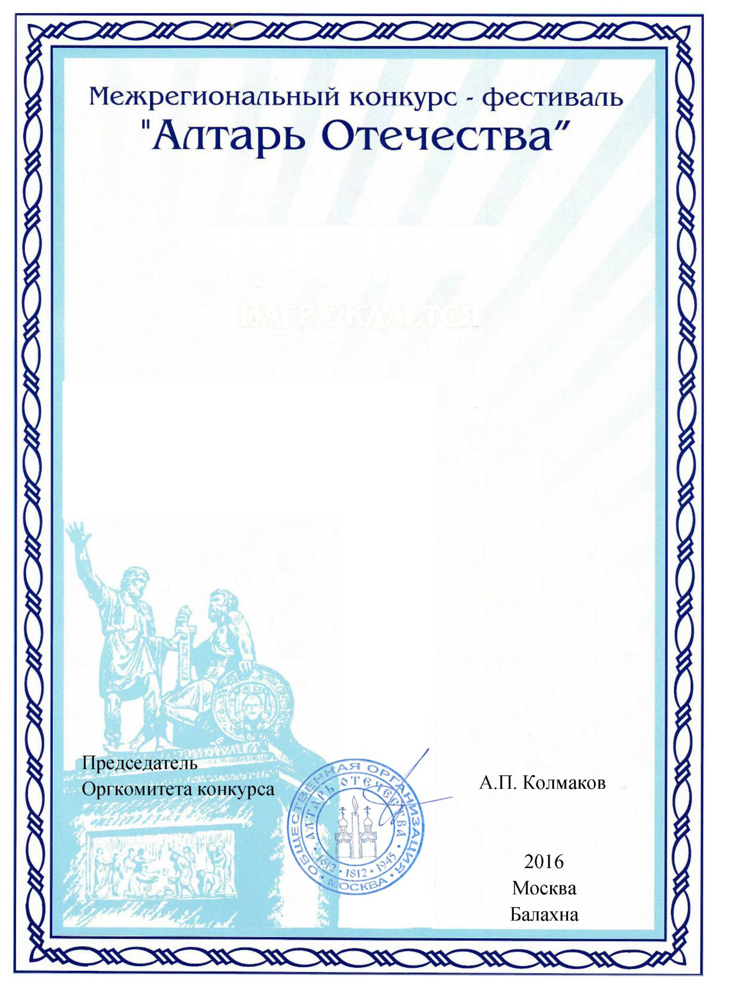 Межрегиональный конкурс - фестиваль
"Алтарь Отечества”
НАГРАЖДАЕТСЯ
Председатель
Оргкомитета конкурса
А.П. Колмаков
ОБЩЕСТВЕННАЯ ОРГАНИЗАЦИЯ
• МОСКВА •
АЛТАРЬ ОТЕЧЕСТВА
• 1612 • 1812 • 1945 •
2016
Москва
Балахна